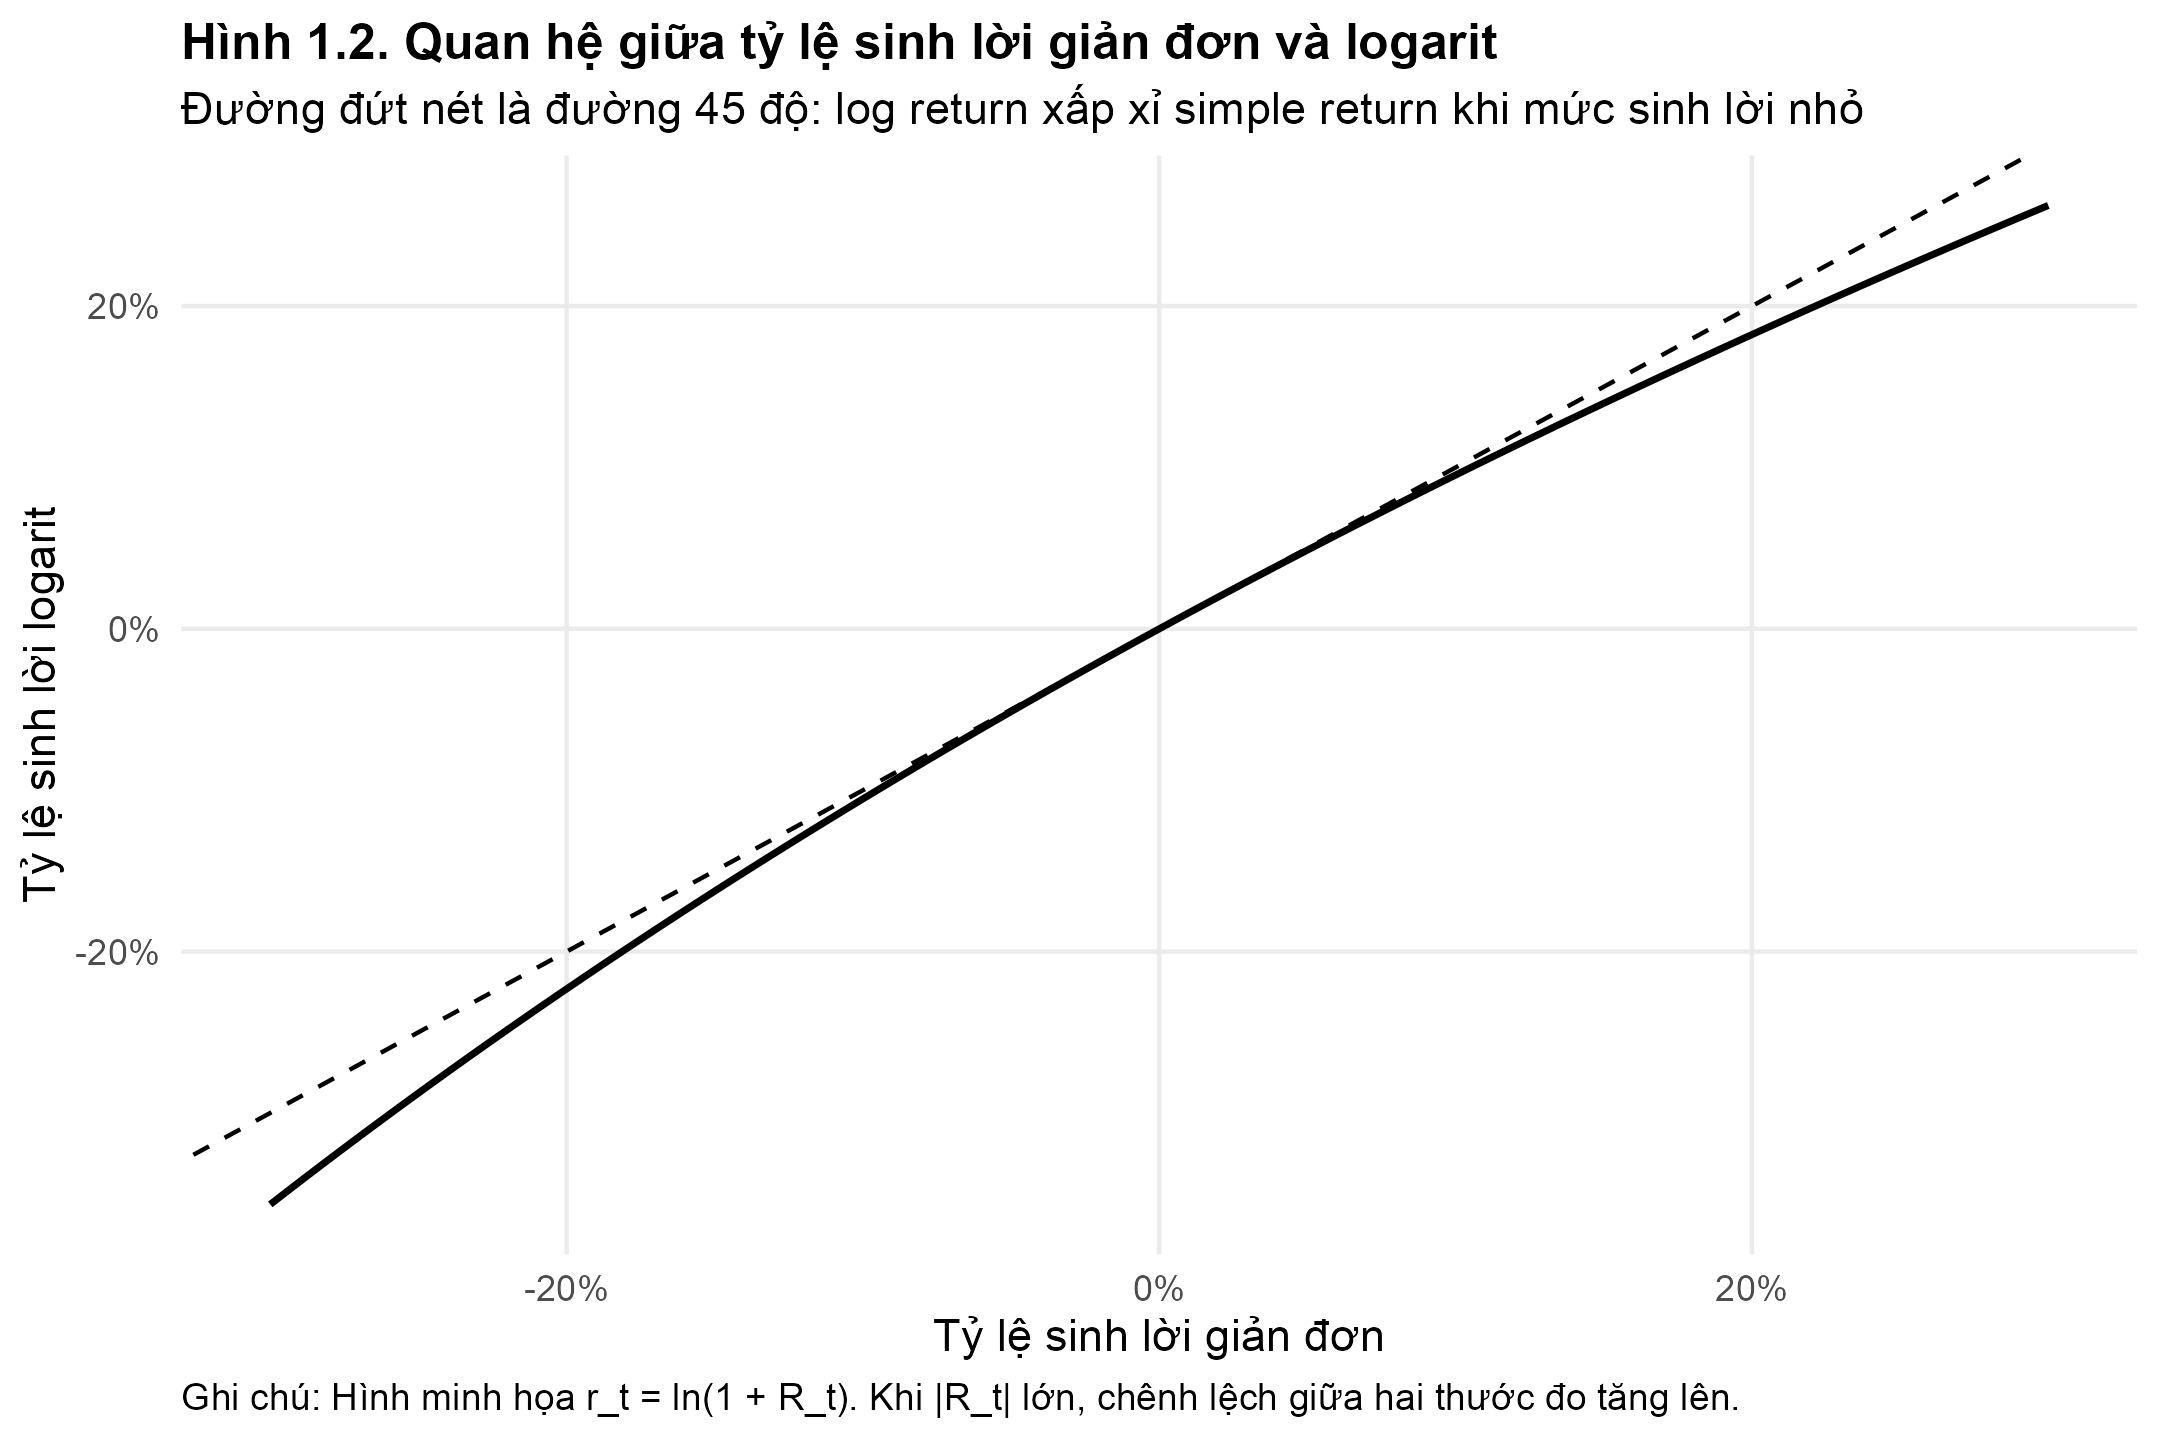 Hình 1.2. Quan hệ giữa tỷ lệ sinh lời giản đơn và logarit
Đường đứt nét là đường 45 độ: log return xấp xỉ simple return khi mức sinh lời nhỏ
Tỷ lệ sinh lời logarit
20%
0%
-20%
-20%
0%
20%
Tỷ lệ sinh lời giản đơn
Ghi chú: Hình minh họa r_t = ln(1 + R_t). Khi |R_t| lớn, chênh lệch giữa hai thước đo tăng lên.